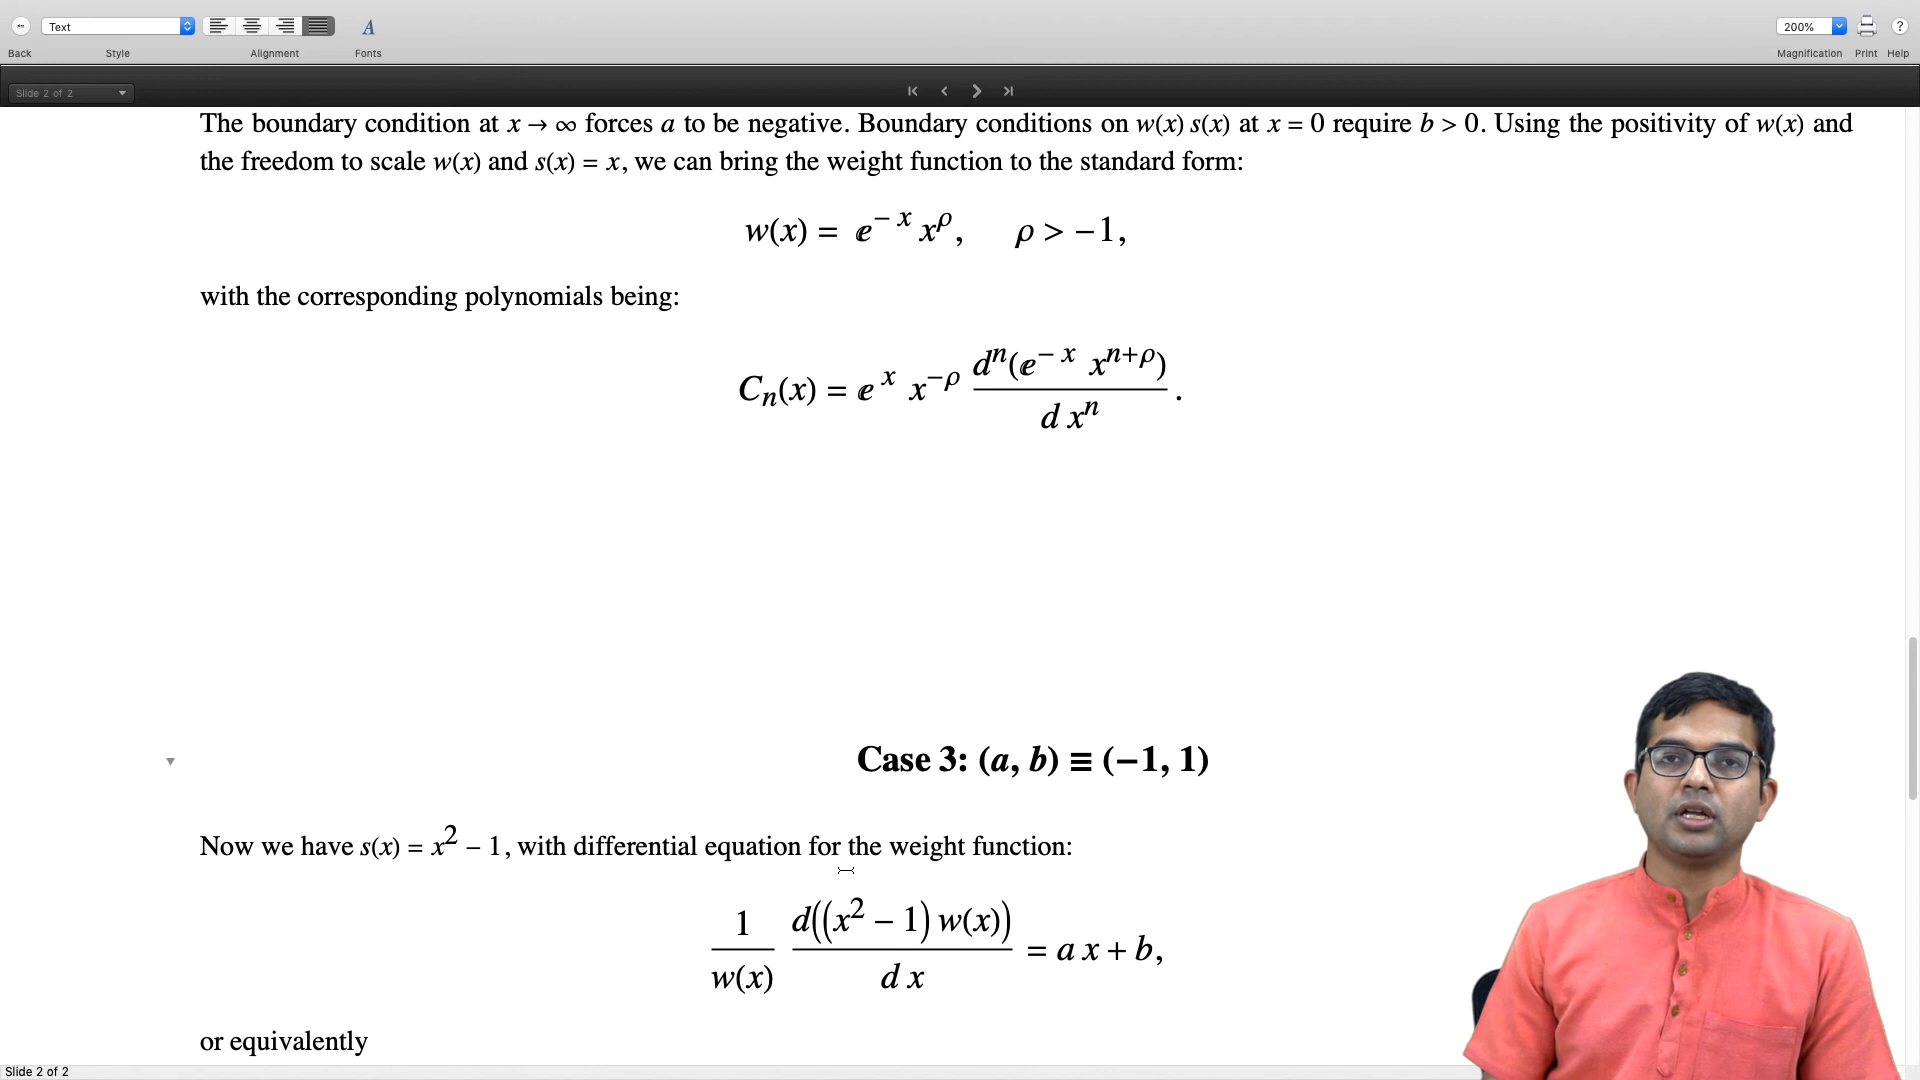 Text
200%
Back Style Alignment Fonts Magnification Print Help
Slide 2 of 2
The boundary condition at x → ∞ forces a to be negative. Boundary conditions on w(x) s(x) at x = 0 require b > 0. Using the positivity of w(x) and
the freedom to scale w(x) and s(x) = x, we can bring the weight function to the standard form:
w(x) = e^{-x} x^ρ, ρ > −1,
with the corresponding polynomials being:
C_n(x) = e^x x^{-ρ} d^n(e^{-x} x^{n+ρ}) / d x^n .
Case 3: (a, b) ≡ (−1, 1)
Now we have s(x) = x^2 − 1, with differential equation for the weight function:
1 / w(x) d((x^2 − 1) w(x)) / d x = a x + b,
or equivalently
Slide 2 of 2